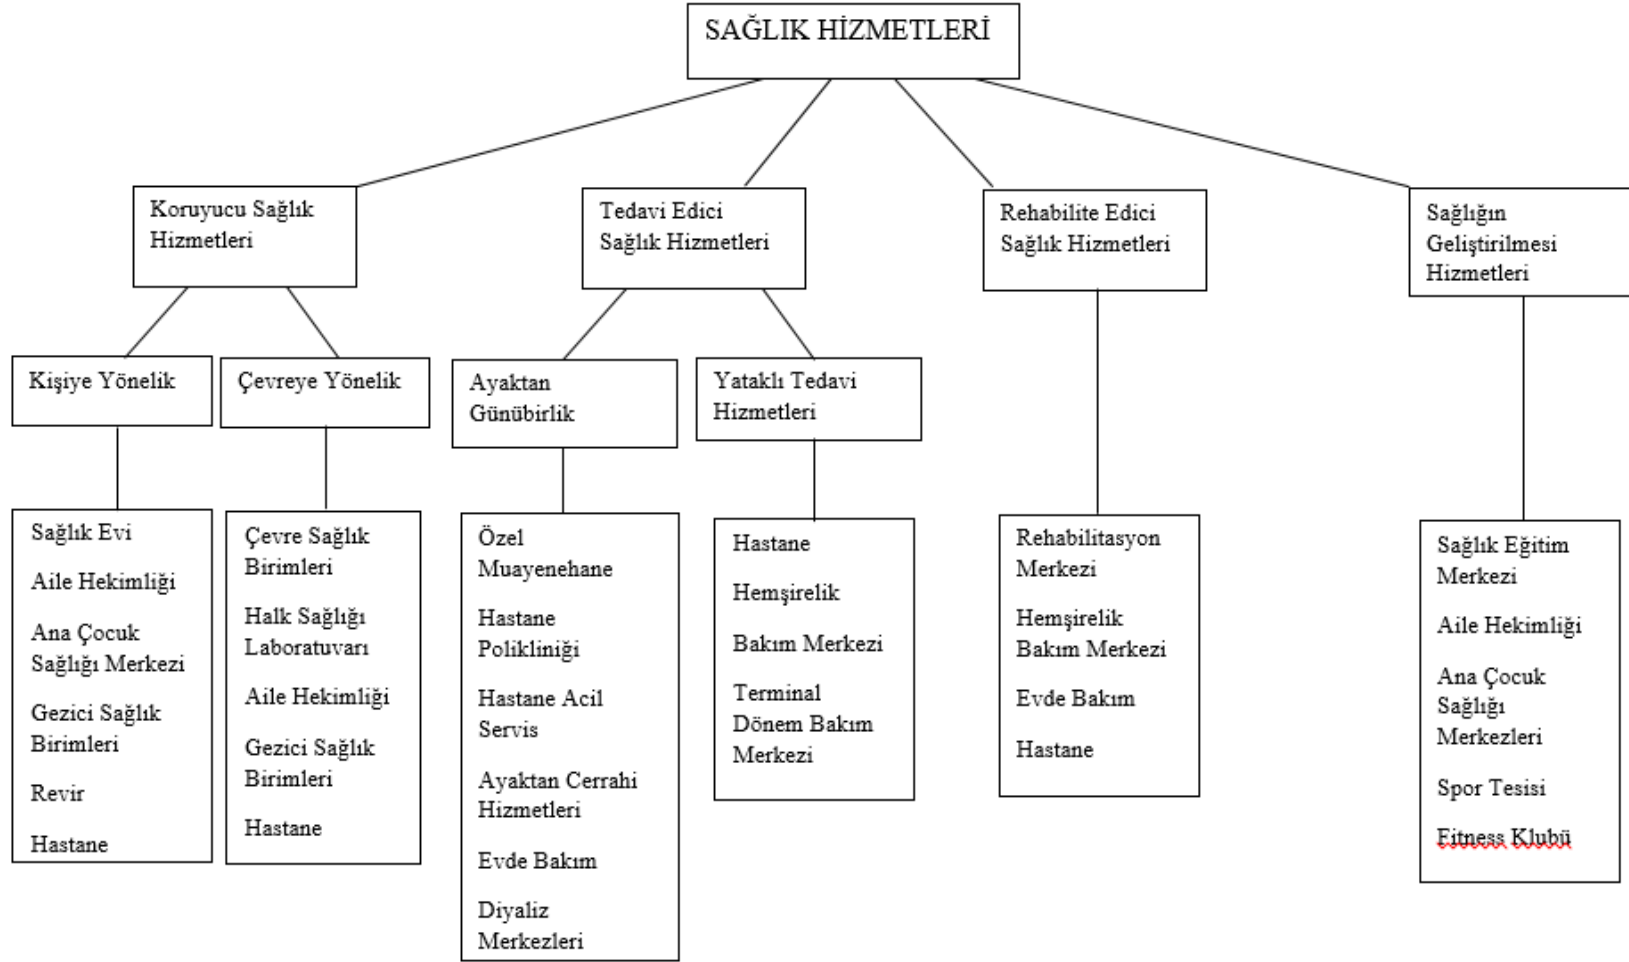 SAĞLIK HİZMETLERİ
Koruyucu Sağlık
Hizmetleri
Tedavi Edici
Sağlık Hizmetleri
Rehabilite Edici
Sağlık Hizmetleri
Sağlığın
Geliştirilmesi
Hizmetleri
Kişiye Yönelik
Çevreye Yönelik
Ayaktan
Günübirlik
Yataklı Tedavi
Hizmetleri
Sağlık Evi
Aile Hekimliği
Ana Çocuk
Sağlığı Merkezi
Gezici Sağlık
Birimleri
Revir
Hastane
Çevre Sağlık
Birimleri
Halk Sağlığı
Laboratuvarı
Aile Hekimliği
Gezici Sağlık
Birimleri
Hastane
Özel
Muayenehane
Hastane
Polikliniği
Hastane Acil
Servis
Ayaktan Cerrahi
Hizmetleri
Evde Bakım
Diyaliz
Merkezleri
Hastane
Hemşirelik
Bakım Merkezi
Terminal
Dönem Bakım
Merkezi
Rehabilitasyon
Merkezi
Hemşirelik
Bakım Merkezi
Evde Bakım
Hastane
Sağlık Eğitim
Merkezi
Aile Hekimliği
Ana Çocuk
Sağlığı
Merkezleri
Spor Tesisi
Fitness Klubü